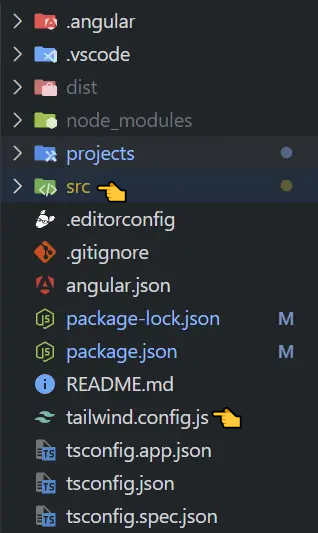 .angular
.vscode
dist
node_modules
projects
src
.editorconfig
.gitignore
angular.json
package-lock.json M
package.json M
README.md
tailwind.config.js
tsconfig.app.json
tsconfig.json
tsconfig.spec.json